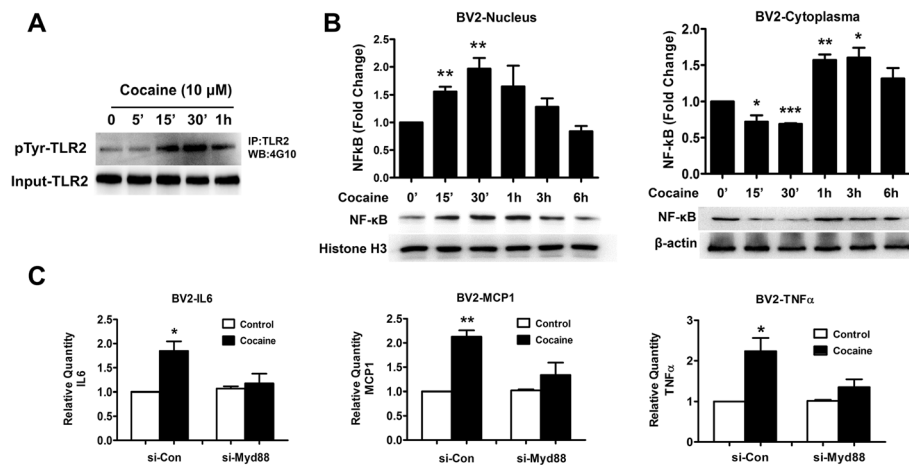 A
Cocaine (10 µM)
0 5' 15' 30' 1h
pTyr-TLR2
IP:TLR2
WB:4G10
Input-TLR2
B
BV2-Nucleus
NFkB (Fold Change)
2.5
2.0
1.5
1.0
0.5
0.0
** **
Cocaine 0' 15' 30' 1h 3h 6h
NF-κB
Histone H3
BV2-Cytoplasma
NF-kB (Fold Change)
2.0
1.5
1.0
0.5
0.0
* *** ** *
Cocaine 0' 15' 30' 1h 3h 6h
NF-κB
β-actin
C
BV2-IL6
Relative Quantity
IL6
2.5
2.0
1.5
1.0
0.5
0.0
*
Control
Cocaine
si-Con si-Myd88
BV2-MCP1
Relative Quantity
MCP1
2.5
2.0
1.5
1.0
0.5
0.0
**
Control
Cocaine
si-Con si-Myd88
BV2-TNFα
Relative Quantity
TNFα
3
2
1
0
*
Control
Cocaine
si-Con si-Myd88